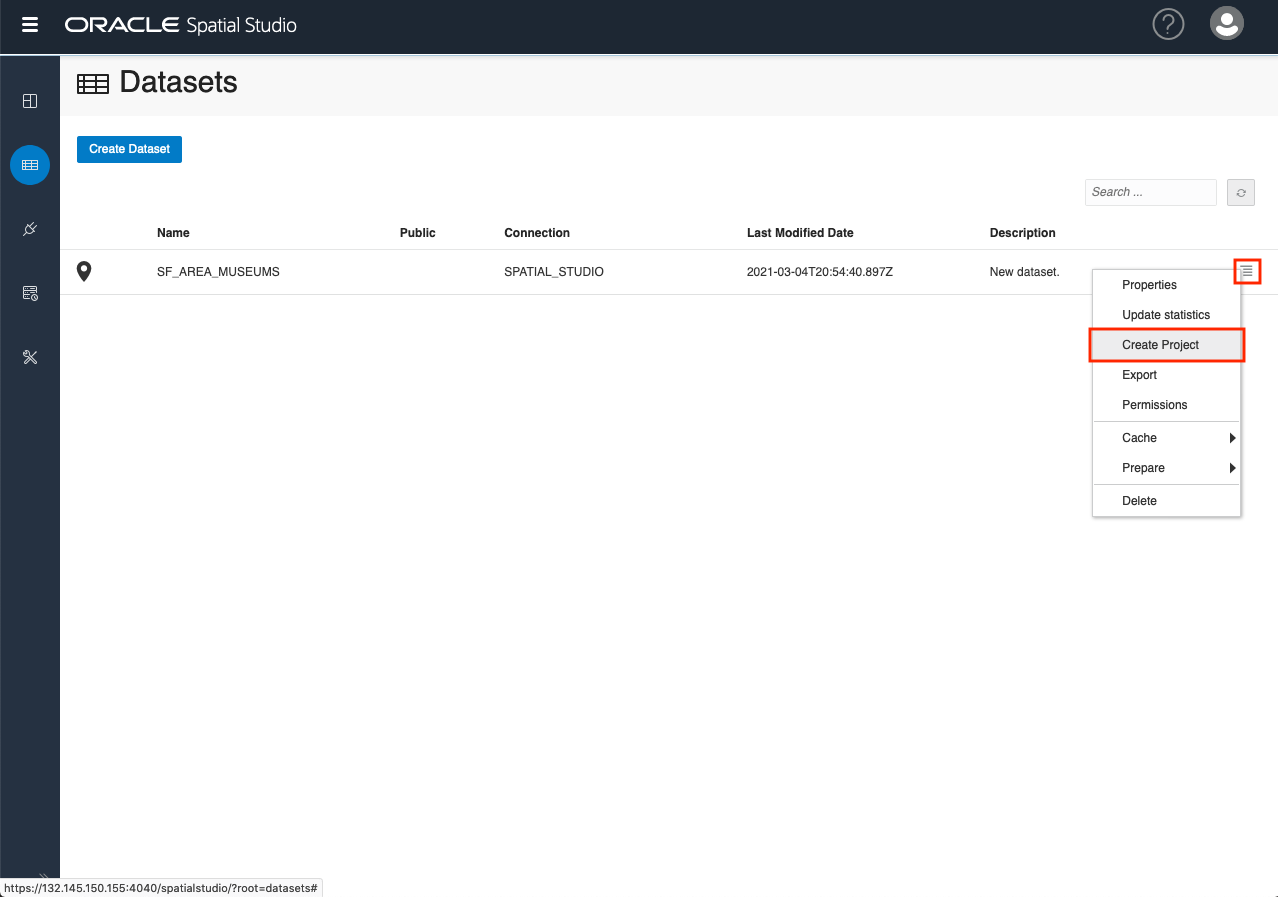 ORACLE Spatial Studio
?
Datasets
Create Dataset
Search ...
Name Public Connection Last Modified Date Description
SF_AREA_MUSEUMS SPATIAL_STUDIO 2021-03-04T20:54:40.897Z New dataset.
Properties
Update statistics
Create Project
Export
Permissions
Cache
Prepare
Delete
https://132.145.150.155:4040/spatialstudio/?root=datasets#